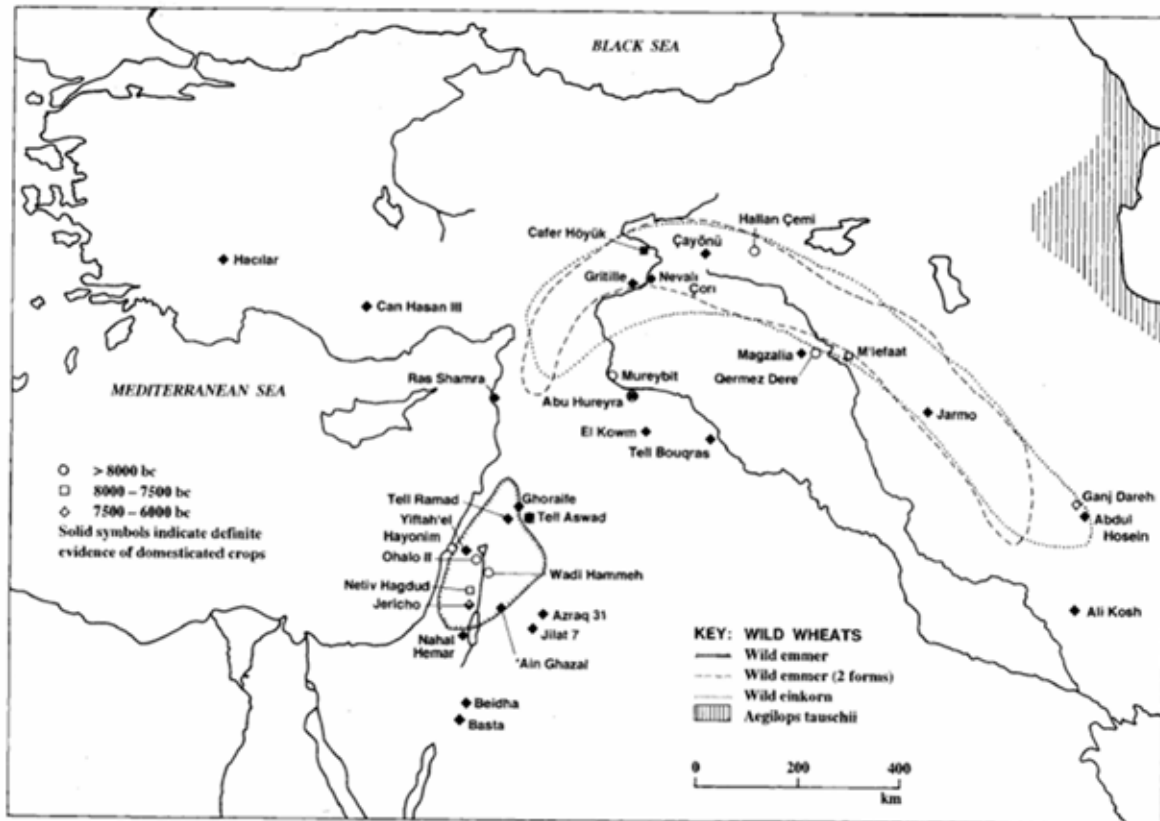 BLACK SEA
Cafer Höyük
Çayönü
Hallan Çemi
Hacılar
Gritille
Nevalı
Çorı
Can Hasan III
Magzalia
M'lefaat
Qermez Dere
MEDITERRANEAN SEA
Ras Shamra
Mureybit
Abu Hureyra
Jarmo
El Kowm
Tell Bouqras
> 8000 bc
8000 – 7500 bc
7500 – 6000 bc
Solid symbols indicate definite
evidence of domesticated crops
Tell Ramad
Ghoraife
Tell Aswad
Yiftah'el
Hayonim
Ohalo II
Wadi Hammeh
Netiv Hagdud
Jericho
Azraq 31
Jilat 7
Nahal
Hemar
'Ain Ghazal
Beidha
Basta
Ganj Dareh
Abdul
Hosein
Ali Kosh
KEY: WILD WHEATS
Wild emmer
Wild emmer (2 forms)
Wild einkorn
Aegilops tauschii
0 200 400
km